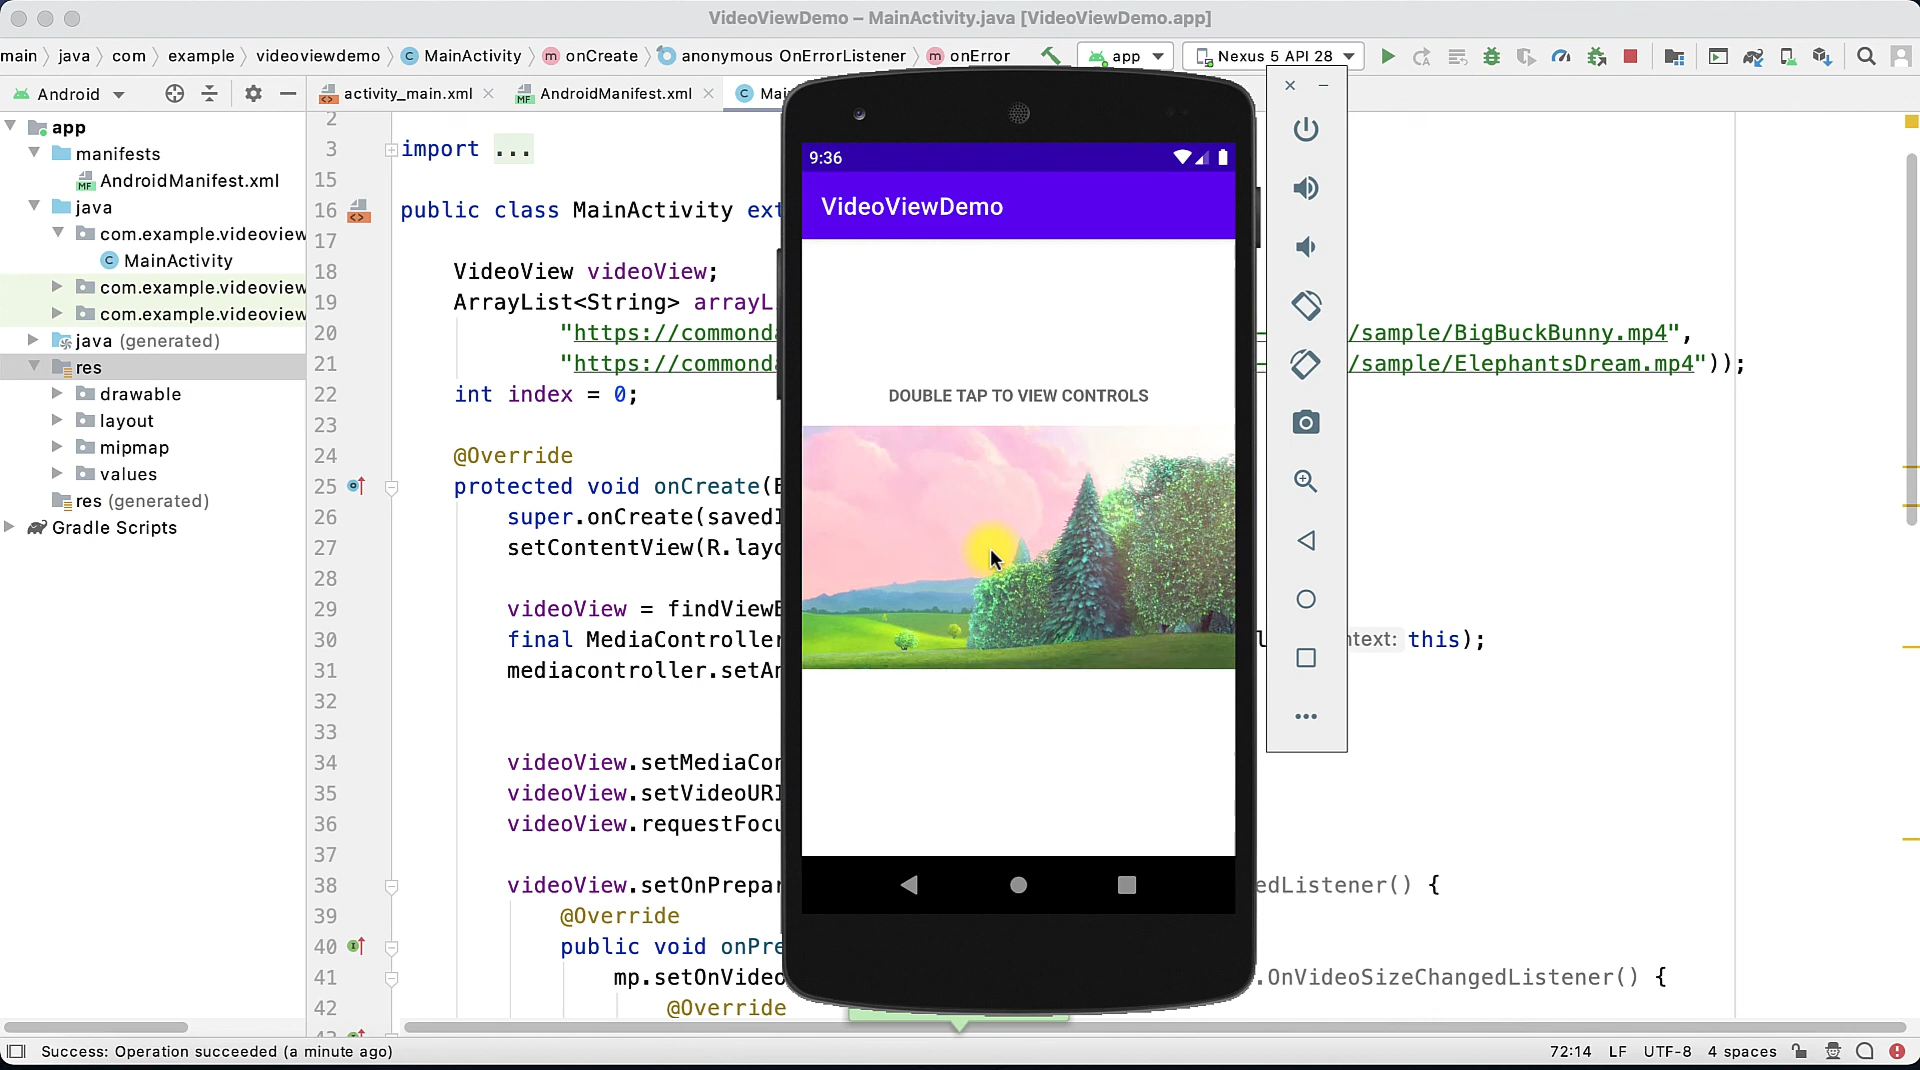 VideoViewDemo – MainActivity.java [VideoViewDemo.app]
main java com example videoviewdemo MainActivity onCreate anonymous OnErrorListener onError app Nexus 5 API 28
Android
activity_main.xml AndroidManifest.xml Mai
app
manifests
AndroidManifest.xml
java
com.example.videoview
MainActivity
com.example.videoview
com.example.videoview
java (generated)
res
drawable
layout
mipmap
values
res (generated)
Gradle Scripts
2
3 import ...
15
16 public class MainActivity ext
17
18 VideoView videoView;
19 ArrayList<String> arrayL
20 "https://commonda /sample/BigBuckBunny.mp4",
21 "https://commonda /sample/ElephantsDream.mp4"));
22 int index = 0;
23
24 @Override
25 protected void onCreate(
26 super.onCreate(saved
27 setContentView(R.layo
28
29 videoView = findView
30 final MediaController ntext: this);
31 mediacontroller.setAn
32
33
34 videoView.setMediaCon
35 videoView.setVideoURI
36 videoView.requestFocu
37
38 videoView.setOnPrepar edListener() {
39 @Override
40 public void onPre
41 mp.setOnVideo .OnVideoSizeChangedListener() {
42 @Override
9:36
VideoViewDemo
DOUBLE TAP TO VIEW CONTROLS
Success: Operation succeeded (a minute ago) 72:14 LF UTF-8 4 spaces